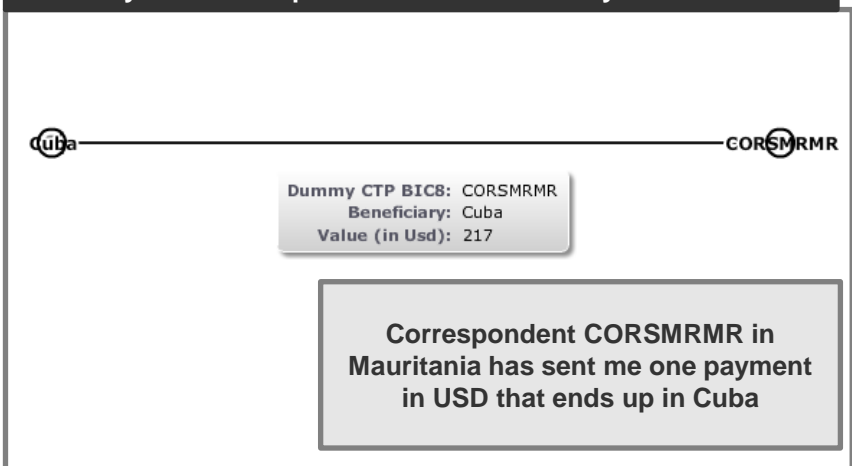 Cuba
CORSMRMR
Dummy CTP BIC8: CORSMRMR
Beneficiary: Cuba
Value (in Usd): 217
Correspondent CORSMRMR in
Mauritania has sent me one payment
in USD that ends up in Cuba